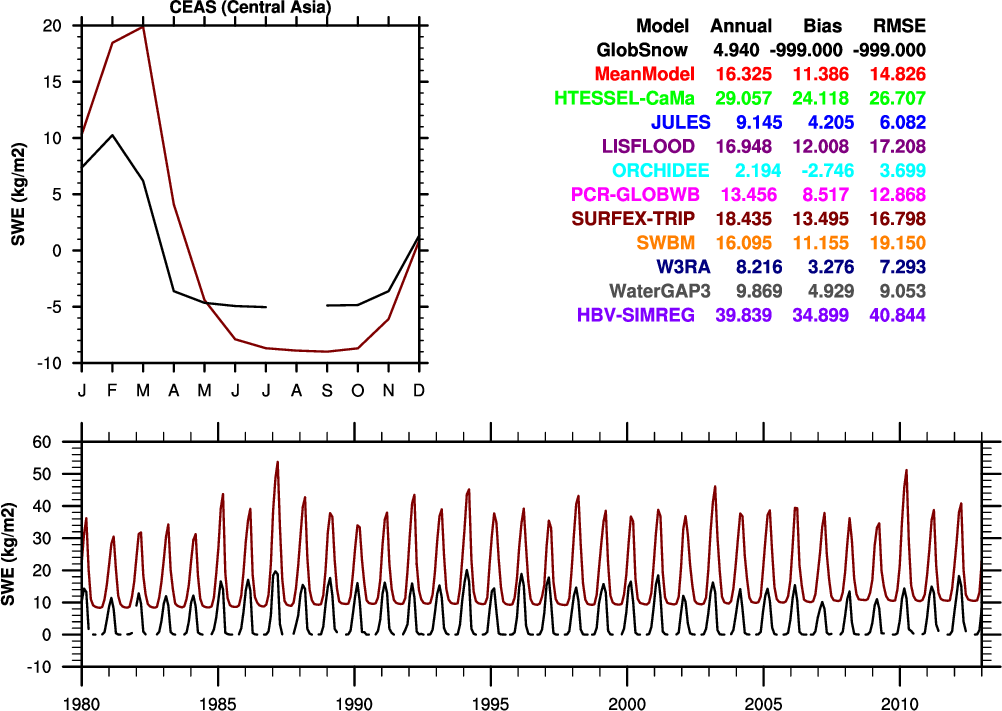 CEAS (Central Asia)
SWE (kg/m2)
20
15
10
5
0
-5
-10
J F M A M J J A S O N D
Model Annual Bias RMSE
GlobSnow 4.940 -999.000 -999.000
MeanModel 16.325 11.386 14.826
HTESSEL-CaMa 29.057 24.118 26.707
JULES 9.145 4.205 6.082
LISFLOOD 16.948 12.008 17.208
ORCHIDEE 2.194 -2.746 3.699
PCR-GLOBWB 13.456 8.517 12.868
SURFEX-TRIP 18.435 13.495 16.798
SWBM 16.095 11.155 19.150
W3RA 8.216 3.276 7.293
WaterGAP3 9.869 4.929 9.053
HBV-SIMREG 39.839 34.899 40.844
SWE (kg/m2)
60
50
40
30
20
10
0
-10
1980 1985 1990 1995 2000 2005 2010